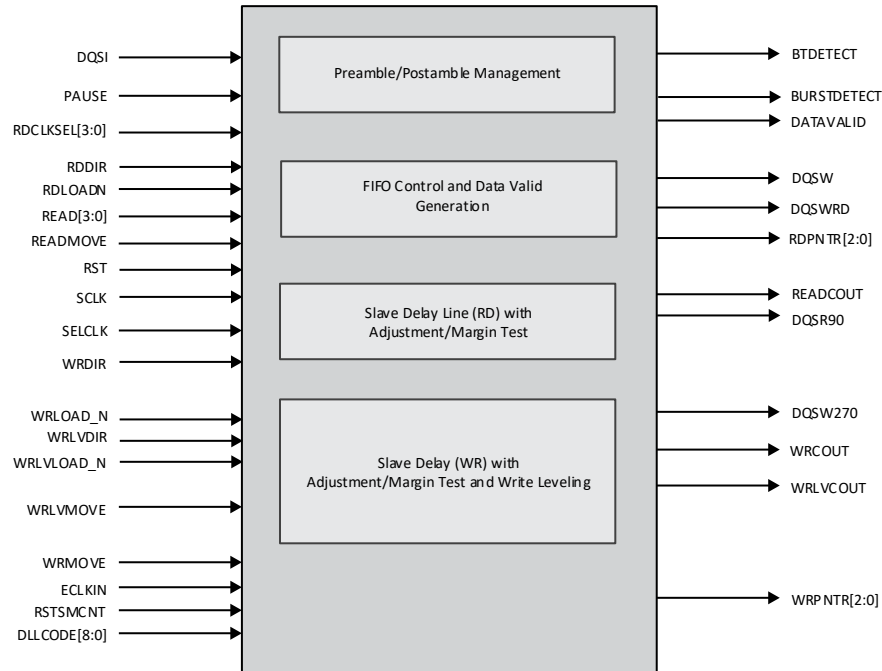 DQSI
PAUSE
RDCLKSEL[3:0]
RDDIR
RDLOADN
READ[3:0]
READMOVE
RST
SCLK
SELCLK
WRDIR
WRLOAD_N
WRLVDIR
WRLVLOAD_N
WRLVMOVE
WRMOVE
ECLKIN
RSTSMCNT
DLLCODE[8:0]
Preamble/Postamble Management
FIFO Control and Data Valid
Generation
Slave Delay Line (RD) with
Adjustment/Margin Test
Slave Delay (WR) with
Adjustment/Margin Test and Write Leveling
BTDETECT
BURSTDETECT
DATAVALID
DQSW
DQSWRD
RDPNTR[2:0]
READCOUT
DQSR90
DQSW270
WRCOUT
WRLVCOUT
WRPNTR[2:0]